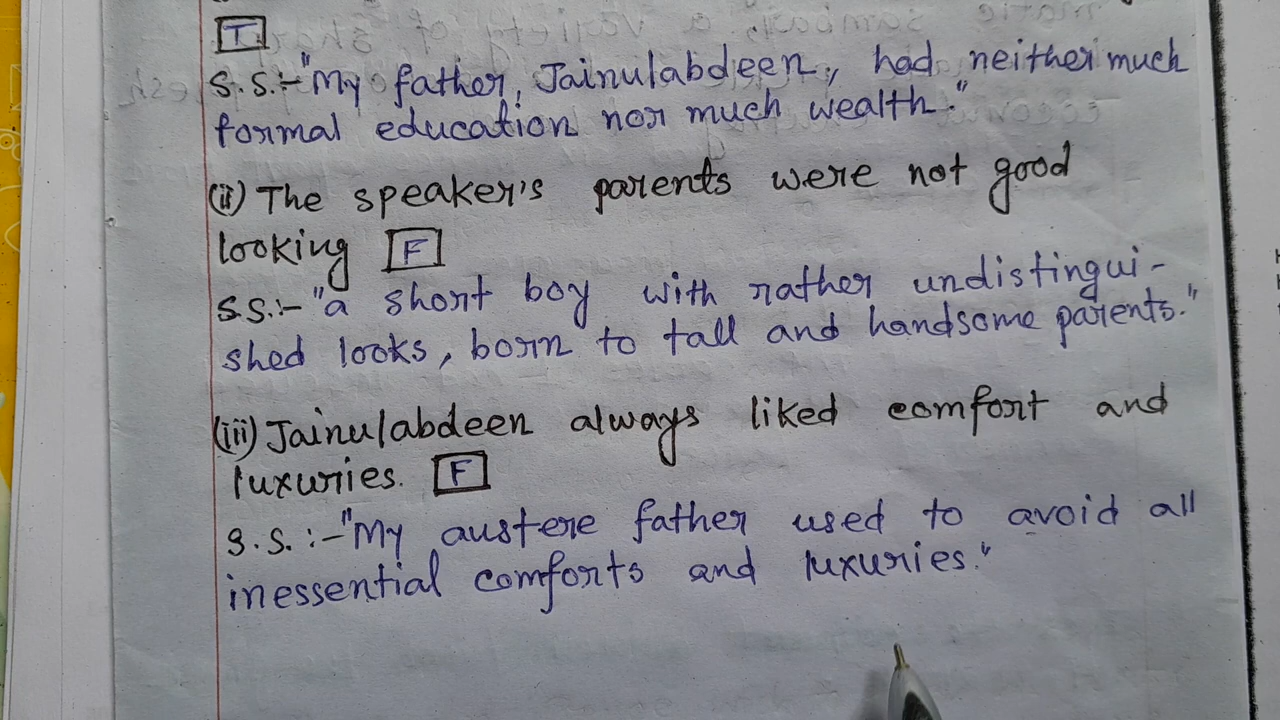 T
S.S.:-"My father, Jainulabdeen, had neither much
formal education nor much wealth."
(ii) The speaker's parents were not good
looking F
S.S.:- "a short boy with rather undistingui-
shed looks, born to tall and handsome parents."
(iii) Jainulabdeen always liked comfort and
luxuries. F
S.S.:-"My austere father used to avoid all
inessential comforts and luxuries."